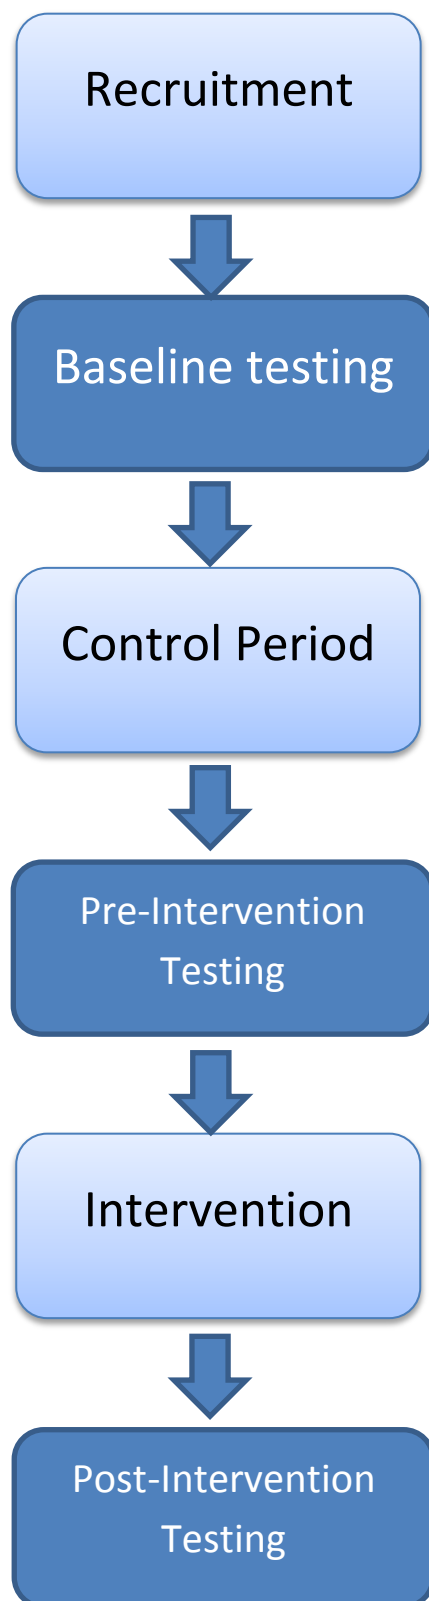 Recruitment
Baseline testing
Control Period
Pre-Intervention
Testing
Intervention
Post-Intervention
Testing